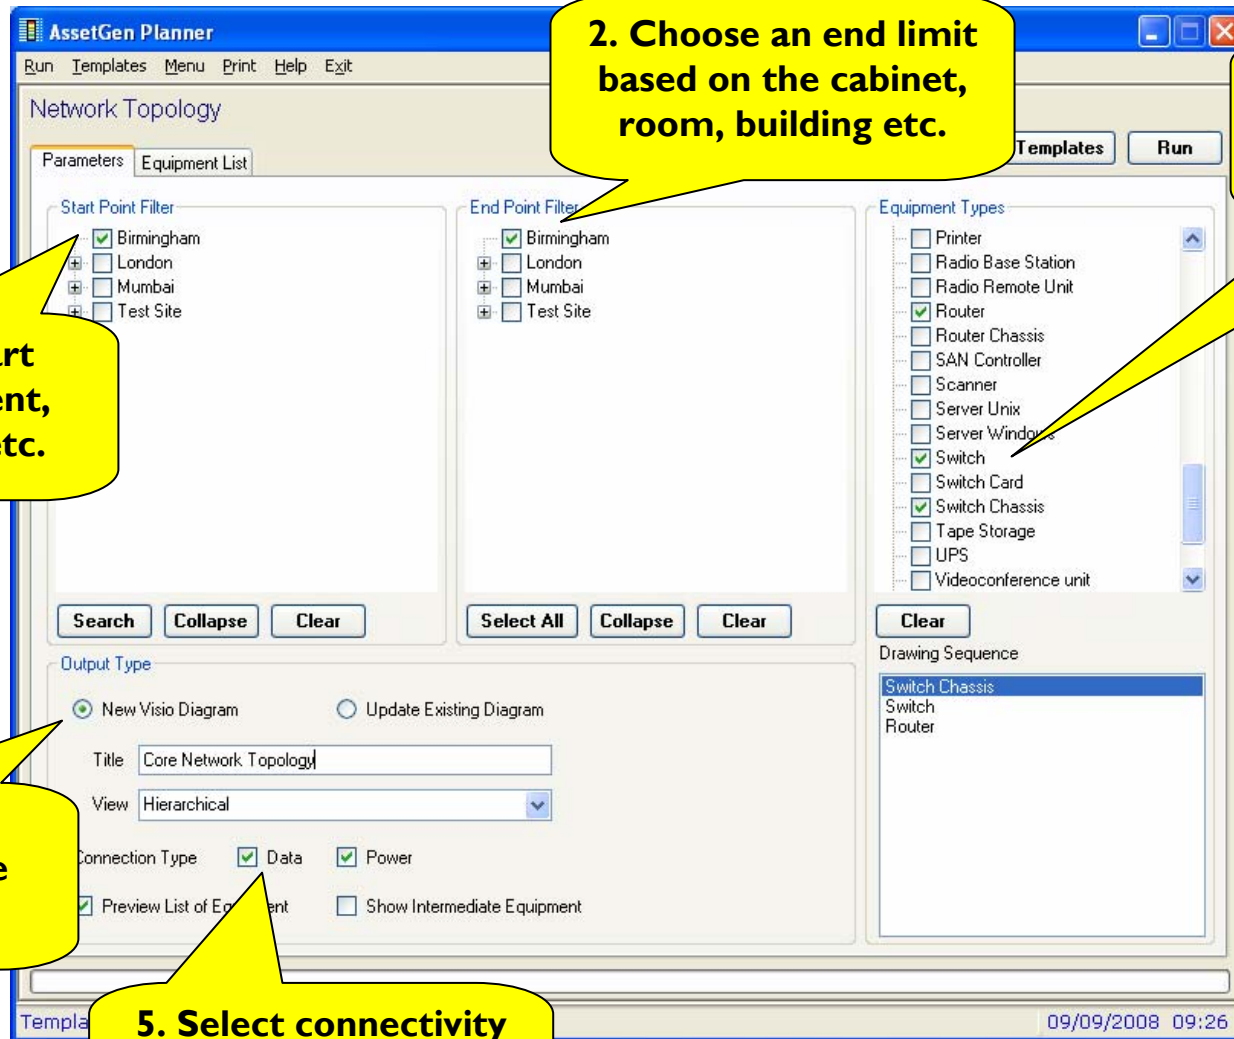 AssetGen Planner
Run Templates Menu Print Help Exit
Network Topology
2. Choose an end limit
based on the cabinet,
room, building etc.
Templates Run
Parameters Equipment List
Start Point Filter
Birmingham
London
Mumbai
Test Site
End Point Filter
Birmingham
London
Mumbai
Test Site
Equipment Types
Printer
Radio Base Station
Radio Remote Unit
Router
Router Chassis
SAN Controller
Scanner
Server Unix
Server Windows
Switch
Switch Card
Switch Chassis
Tape Storage
UPS
Videoconference unit
etc.
Search Collapse Clear
Select All Collapse Clear
Clear
Output Type
New Visio Diagram Update Existing Diagram
Title Core Network Topology
View Hierarchical
Connection Type Data Power
Preview List of Show Intermediate Equipment
Drawing Sequence
Switch Chassis
Switch
Router
5. Select connectivity
09/09/2008 09:26